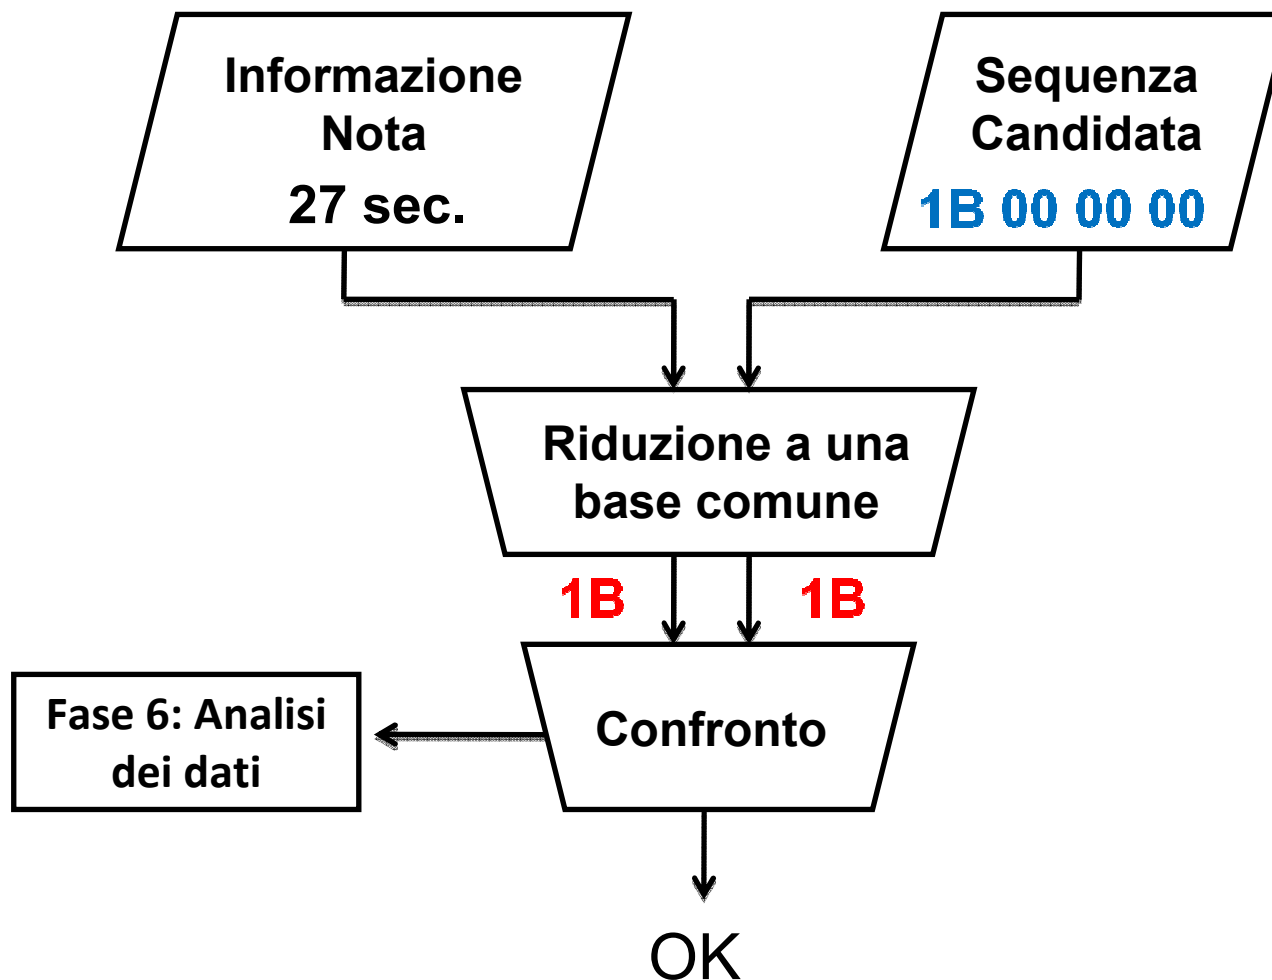 Informazione
Nota
27 sec.
Sequenza
Candidata
1B 00 00 00
Riduzione a una
base comune
1B 1B
Fase 6: Analisi
dei dati
Confronto
OK